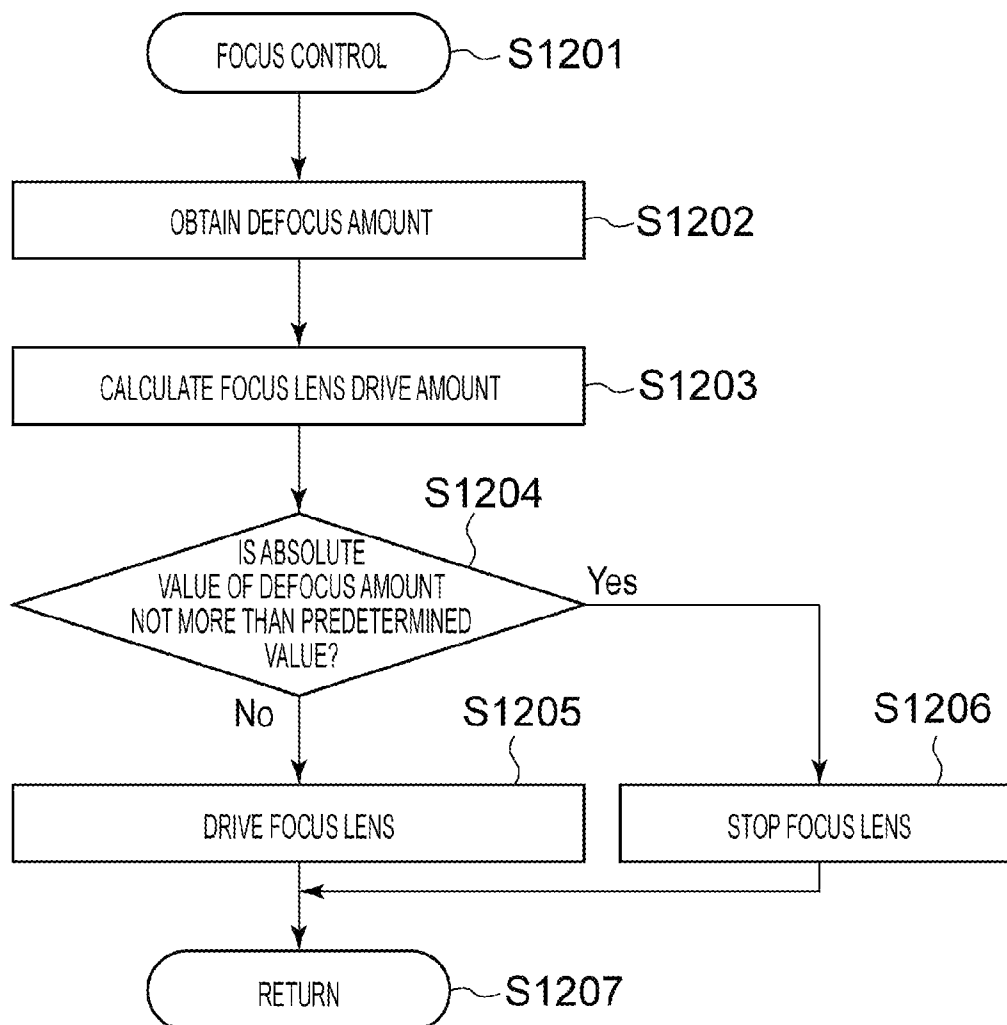 FOCUS CONTROL
S1201
OBTAIN DEFOCUS AMOUNT
S1202
CALCULATE FOCUS LENS DRIVE AMOUNT
S1203
S1204
IS ABSOLUTE
VALUE OF DEFOCUS AMOUNT
NOT MORE THAN PREDETERMINED
VALUE?
Yes
No
S1205
S1206
DRIVE FOCUS LENS
STOP FOCUS LENS
RETURN
S1207